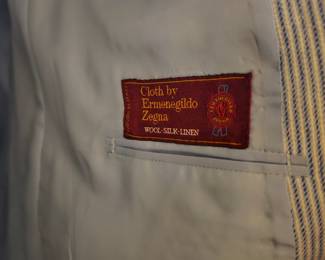 Cloth by
Ermenegildo
Zegna
WOOL-SILK-LINEN